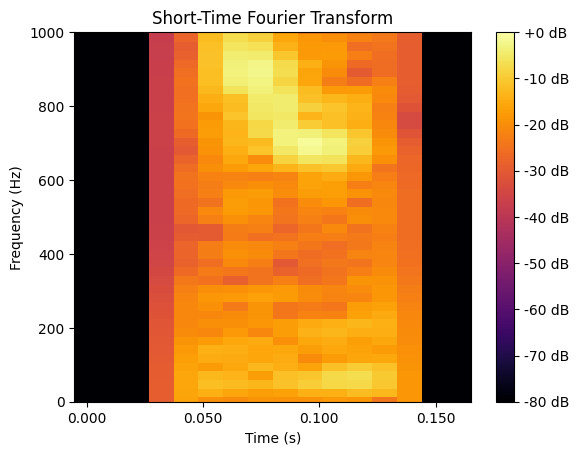 Short-Time Fourier Transform
1000
800
600
400
200
0
Frequency (Hz)
0.000
0.050
0.100
0.150
Time (s)
+0 dB
-10 dB
-20 dB
-30 dB
-40 dB
-50 dB
-60 dB
-70 dB
-80 dB